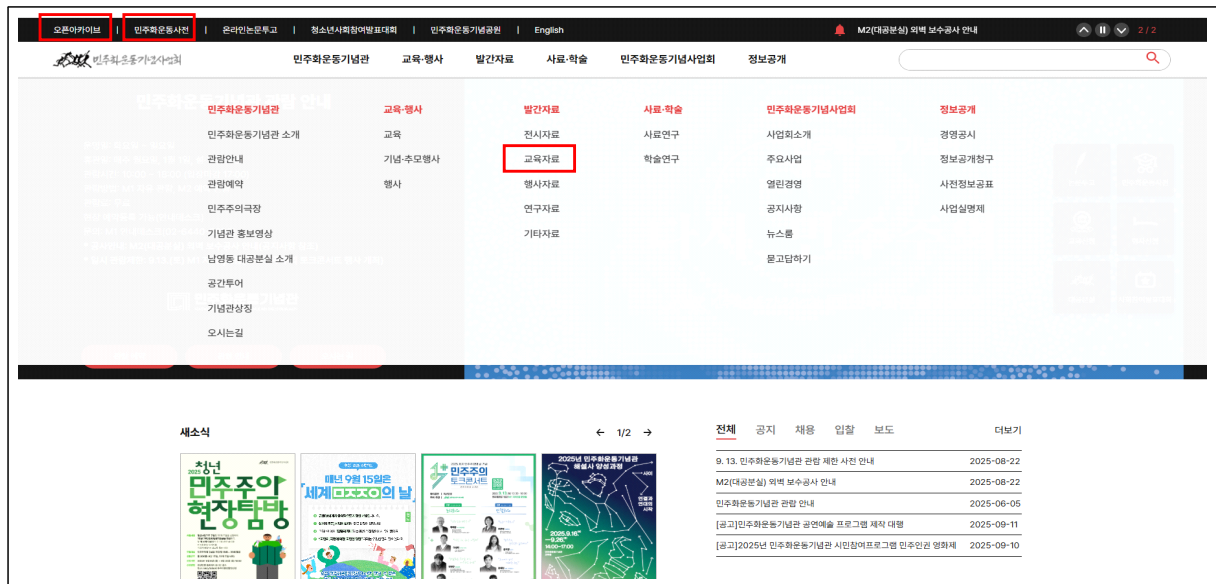 오픈아카이브 | 민주화운동사전 | 온라인논문투고 | 청소년사회참여발표대회 | 민주화운동기념공원 | English M2(대공분실) 외벽 보수공사 안내 2 / 2
민주화운동기념사업회 민주화운동기념관 교육·행사 발간자료 사료·학술 민주화운동기념사업회 정보공개
민주화운동기념관 교육·행사 발간자료 사료·학술 민주화운동기념사업회 정보공개
민주화운동기념관 소개 교육 전시자료 사료연구 사업회소개 경영공시
관람안내 기념·추모행사 교육자료 학술연구 주요사업 정보공개청구
관람예약 행사 행사자료 열린경영 사전정보공표
민주주의극장 연구자료 공지사항 사업실명제
기념관 홍보영상 기타자료 뉴스룸
남영동 대공분실 소개 묻고답하기
공간투어
기념관상징
오시는길
새소식 ← 1/2 →
전체 공지 채용 입찰 보도 더보기
9. 13. 민주화운동기념관 관람 제한 사전 안내 2025-08-22
M2(대공분실) 외벽 보수공사 안내 2025-08-22
민주화운동기념관 관람 안내 2025-06-05
[공고]민주화운동기념관 공연예술 프로그램 제작 대행 2025-09-11
[공고]2025년 민주화운동기념관 시민참여프로그램 민주인권 영화제 2025-09-10
2025 청년
민주주의
현장탐방
매년 9월 15일은
민주주의
토크콘서트
2025년 민주화운동기념관
해설사 양성과정
2025.9.16.~